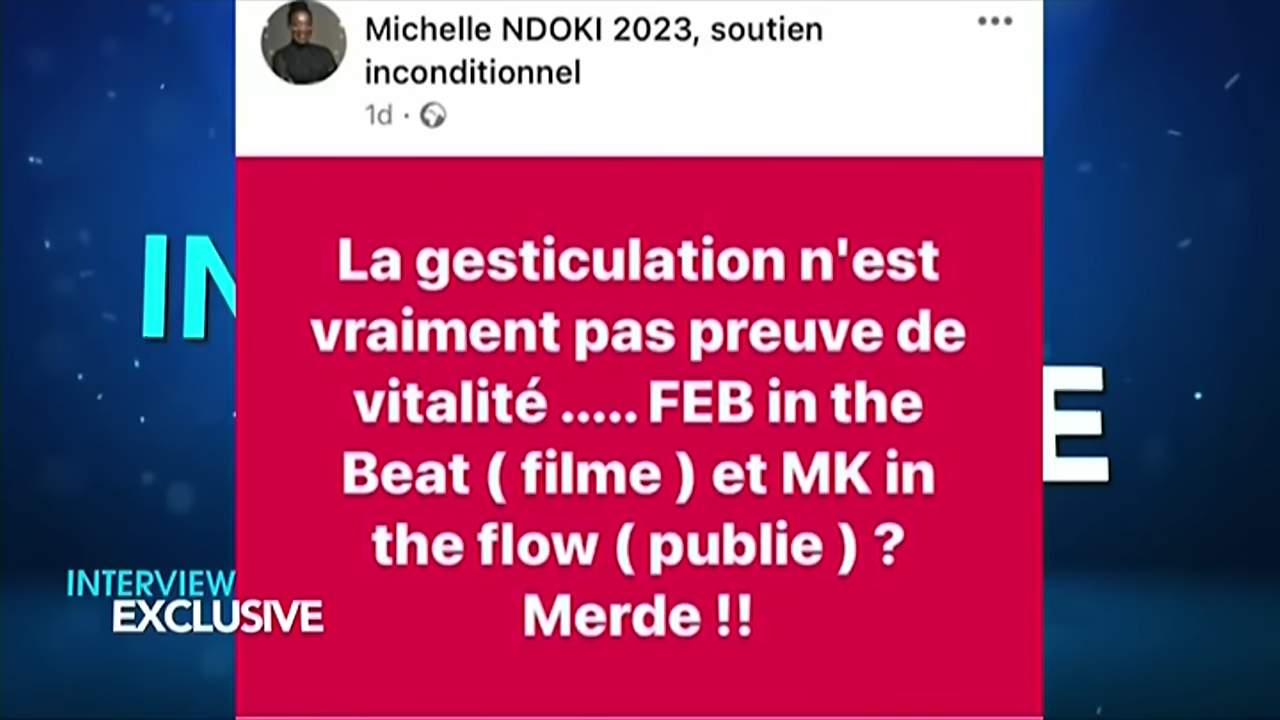 Michelle NDOKI 2023, soutien
inconditionnel
1d ·
La gesticulation n'est
vraiment pas preuve de
vitalité ..... FEB in the
Beat ( filme ) et MK in
the flow ( publie ) ?
Merde !!
IN
E
INTERVIEW
EXCLUSIVE